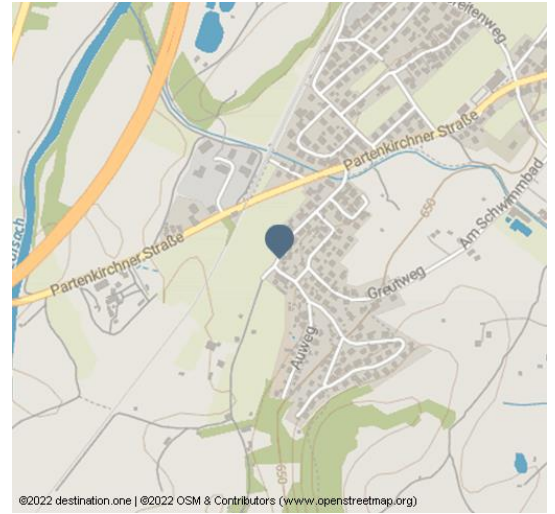 Breitenweg
Partenkirchner Straße
Am Schwimmbad
650
Partenkirchner Straße
Greutweg
Auweg
650
©2022 destination.one | ©2022 OSM & Contributors (www.openstreetmap.org)